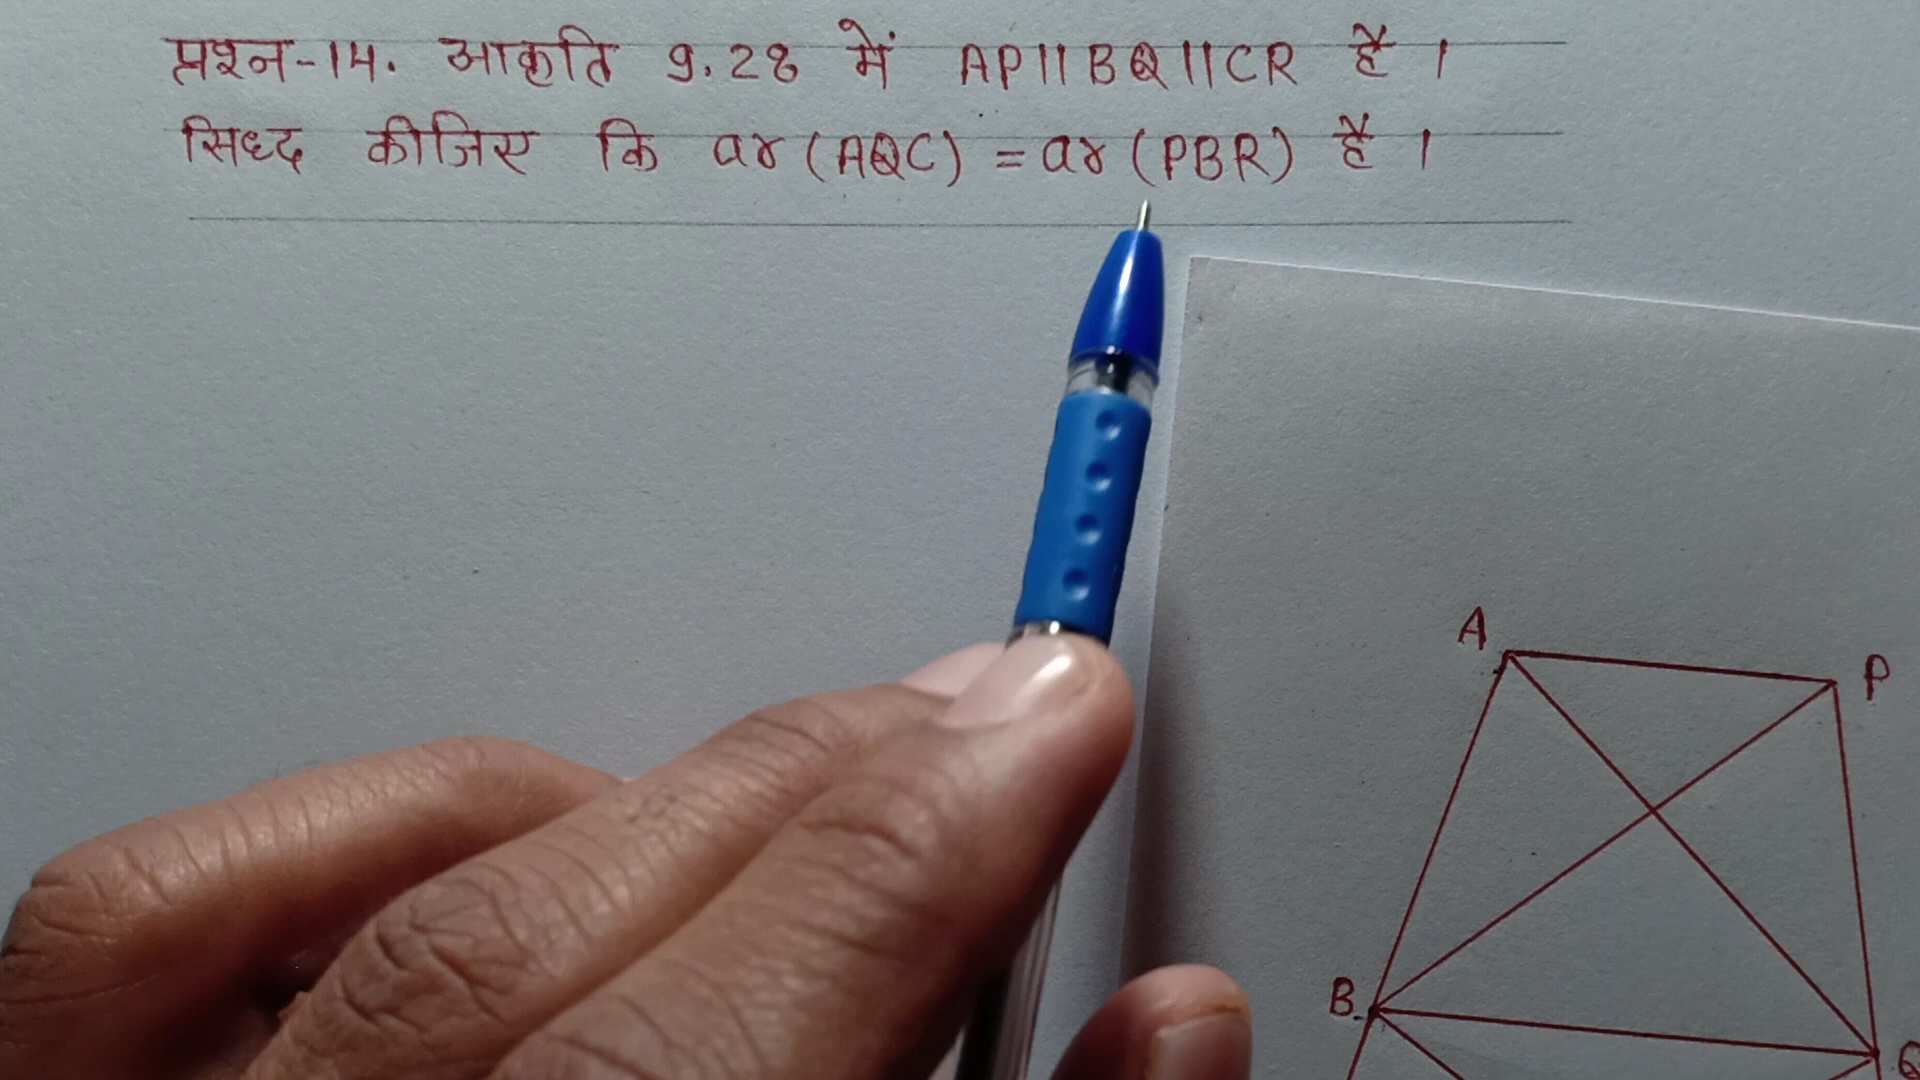 प्रश्न-14. आकृति 9.28 में AP||BQ||CR है ।
सिध्द कीजिए कि ar(AQC) = ar(PBR) है ।
A
P
B
Q